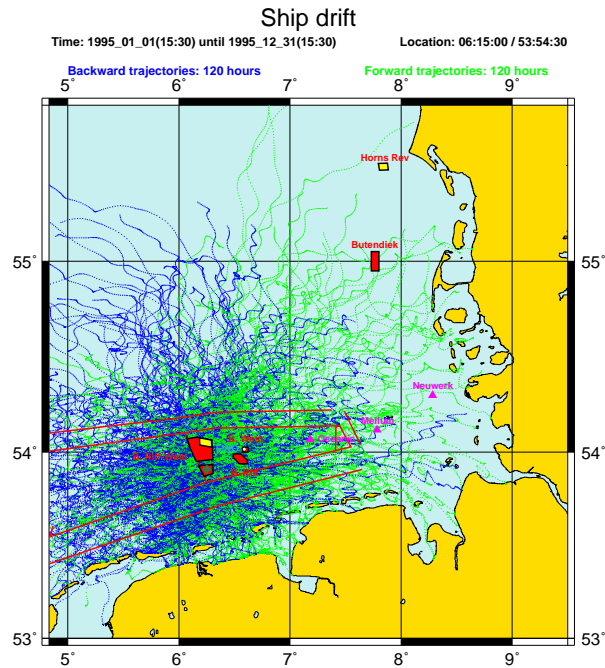 Ship drift
Time: 1995_01_01(15:30) until 1995_12_31(15:30) Location: 06:15:00 / 53:54:30
Backward trajectories: 120 hours Forward trajectories: 120 hours
5° 6° 7° 8° 9°
Horns Rev
Butendiek
55° 55°
Neuwerk
54° 54°
53° 53°
5° 6° 7° 8° 9°